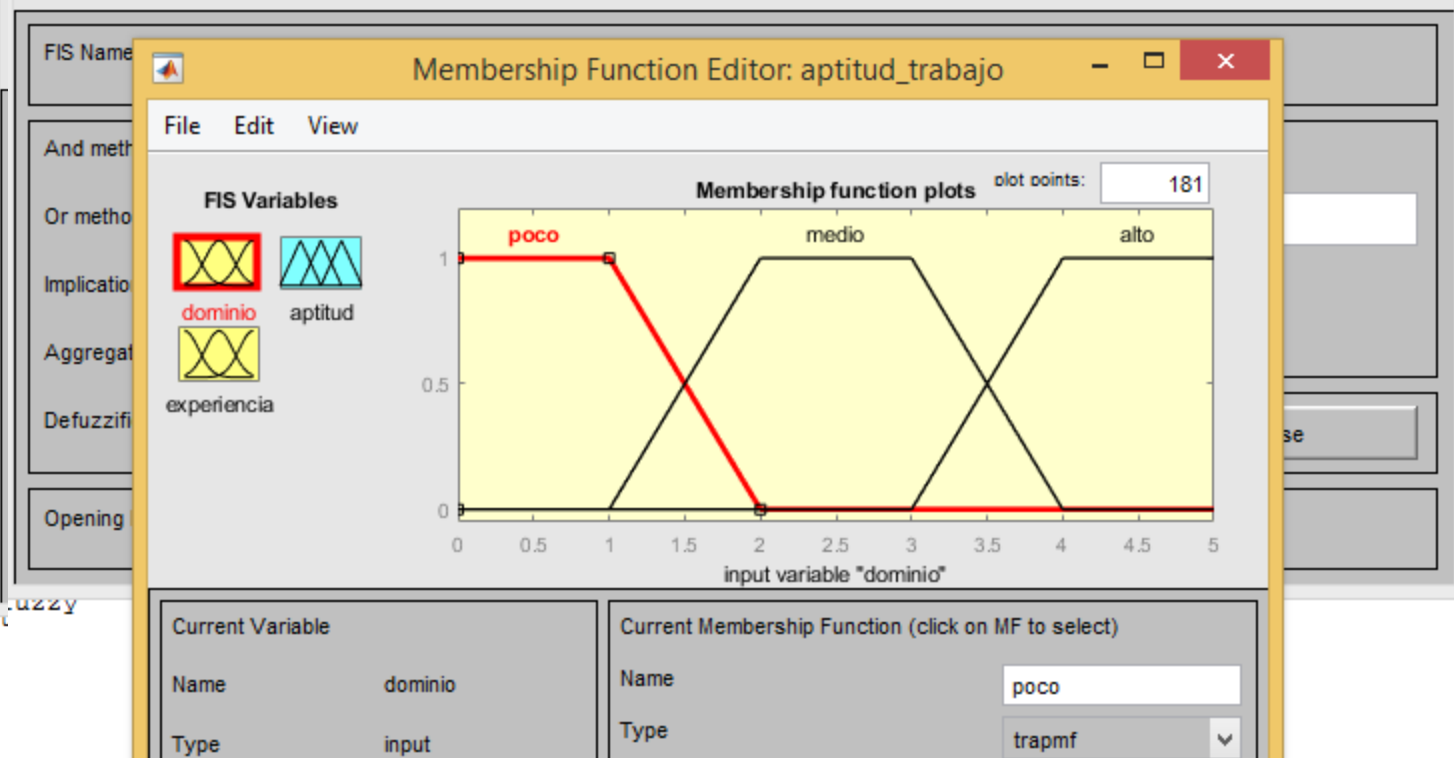 FIS Name
Membership Function Editor: aptitud_trabajo
File Edit View
And meth
Or metho
Implicatio
Aggregat
Defuzzifi
Opening
se
uzzy
FIS Variables
dominio
aptitud
experiencia
Membership function plots
plot points:
181
poco
medio
alto
1
0.5
0
0 0.5 1 1.5 2 2.5 3 3.5 4 4.5 5
input variable "dominio"
Current Variable
Name dominio
Type input
Current Membership Function (click on MF to select)
Name poco
Type trapmf